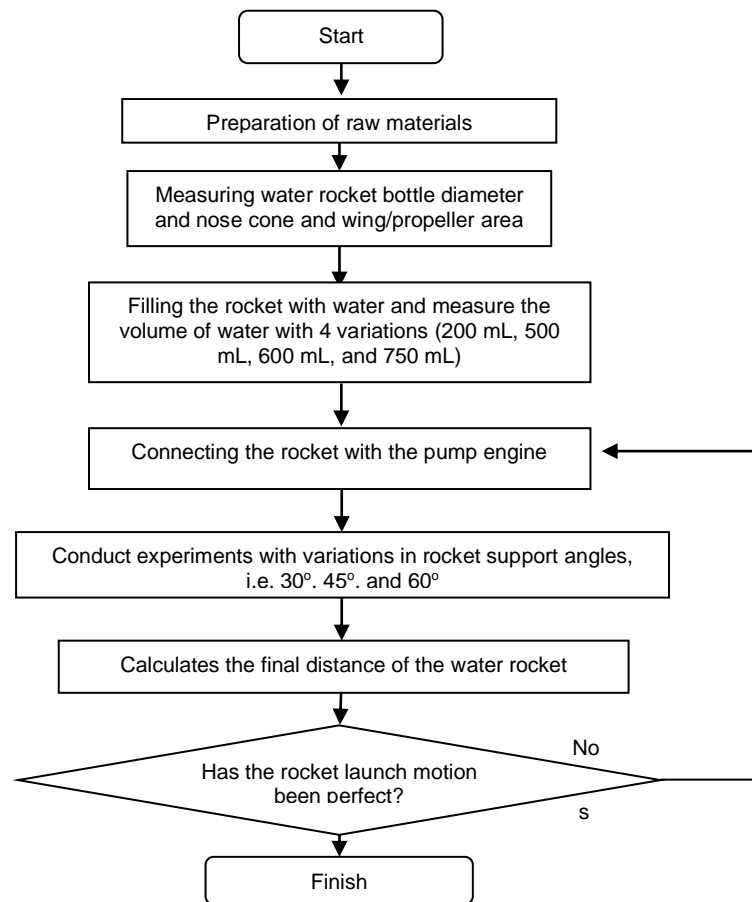 Start
Preparation of raw materials
Measuring water rocket bottle diameter
and nose cone and wing/propeller area
Filling the rocket with water and measure the
volume of water with 4 variations (200 mL, 500
mL, 600 mL, and 750 mL)
Connecting the rocket with the pump engine
Conduct experiments with variations in rocket support angles,
i.e. 30º. 45º. and 60º
Calculates the final distance of the water rocket
No
Has the rocket launch motion
been perfect?
s
Finish